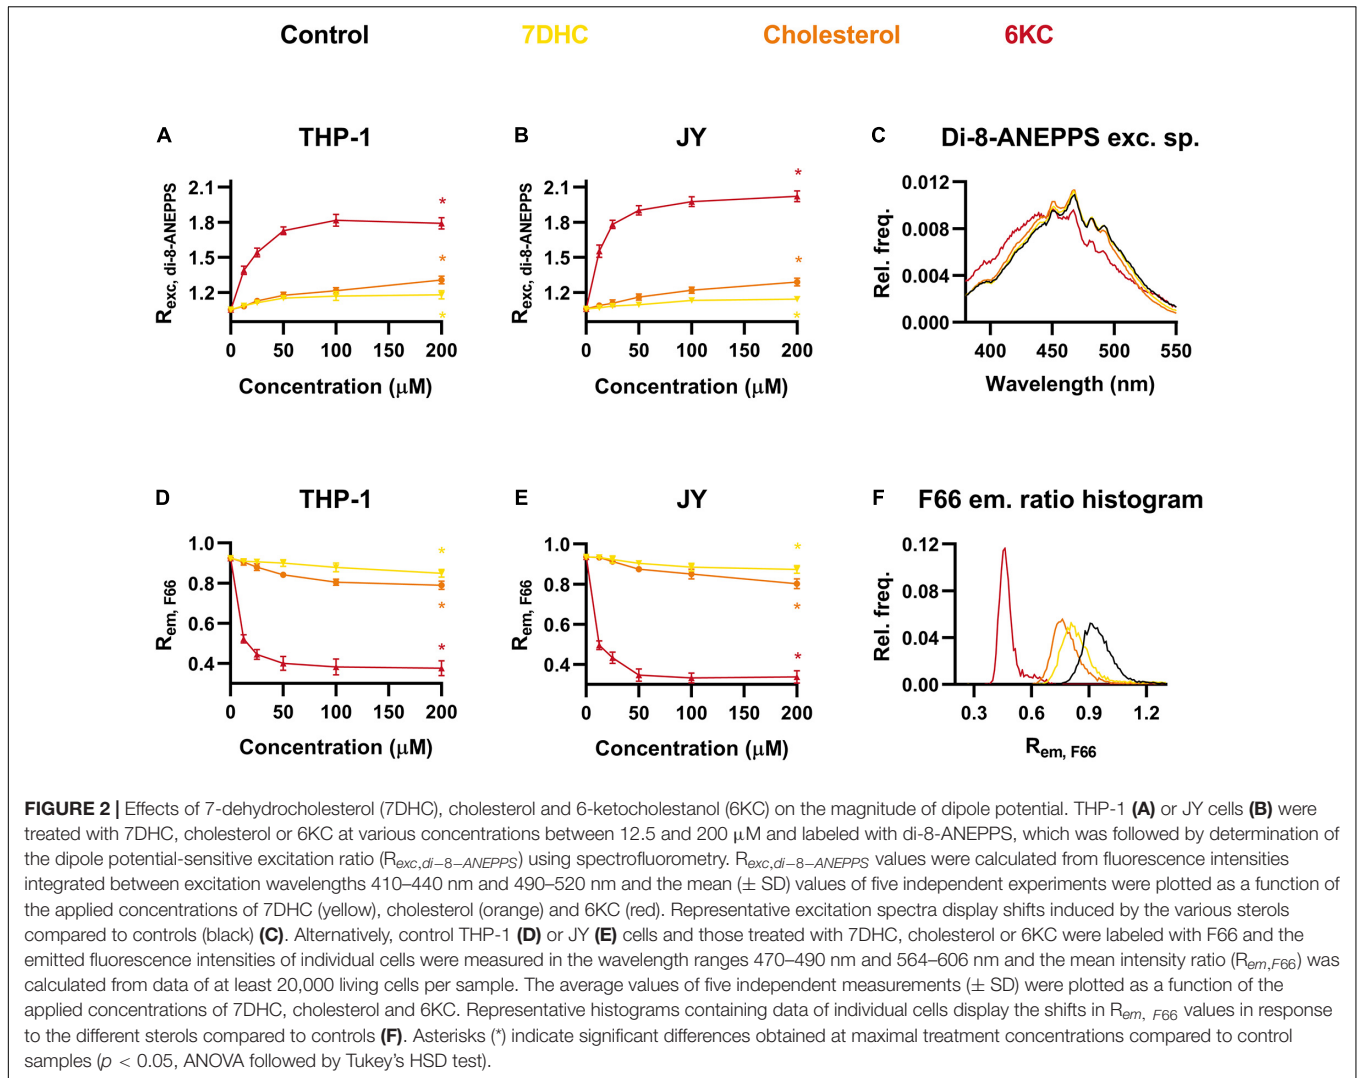 Control 7DHC Cholesterol 6KC
A THP-1
R_exc, di-8-ANEPPS
2.1
1.8
1.5
1.2
0 50 100 150 200
Concentration (μM)
* * *
B JY
R_exc, di-8-ANEPPS
2.1
1.8
1.5
1.2
0 50 100 150 200
Concentration (μM)
* * *
C Di-8-ANEPPS exc. sp.
Rel. freq.
0.012
0.008
0.004
0.000
400 450 500 550
Wavelength (nm)
D THP-1
R_em, F66
1.0
0.8
0.6
0.4
0 50 100 150 200
Concentration (μM)
* * *
E JY
R_em, F66
1.0
0.8
0.6
0.4
0 50 100 150 200
Concentration (μM)
* * *
F F66 em. ratio histogram
Rel. freq.
0.12
0.08
0.04
0.00
0.3 0.6 0.9 1.2
R_em, F66
FIGURE 2 | Effects of 7-dehydrocholesterol (7DHC), cholesterol and 6-ketocholestanol (6KC) on the magnitude of dipole potential. THP-1 (A) or JY cells (B) were
treated with 7DHC, cholesterol or 6KC at various concentrations between 12.5 and 200 μM and labeled with di-8-ANEPPS, which was followed by determination of
the dipole potential-sensitive excitation ratio (R_exc,di−8−ANEPPS) using spectrofluorometry. R_exc,di−8−ANEPPS values were calculated from fluorescence intensities
integrated between excitation wavelengths 410–440 nm and 490–520 nm and the mean (± SD) values of five independent experiments were plotted as a function of
the applied concentrations of 7DHC (yellow), cholesterol (orange) and 6KC (red). Representative excitation spectra display shifts induced by the various sterols
compared to controls (black) (C). Alternatively, control THP-1 (D) or JY (E) cells and those treated with 7DHC, cholesterol or 6KC were labeled with F66 and the
emitted fluorescence intensities of individual cells were measured in the wavelength ranges 470–490 nm and 564–606 nm and the mean intensity ratio (R_em,F66) was
calculated from data of at least 20,000 living cells per sample. The average values of five independent measurements (± SD) were plotted as a function of the
applied concentrations of 7DHC, cholesterol and 6KC. Representative histograms containing data of individual cells display the shifts in R_em, F66 values in response
to the different sterols compared to controls (F). Asterisks (*) indicate significant differences obtained at maximal treatment concentrations compared to control
samples (p < 0.05, ANOVA followed by Tukey's HSD test).